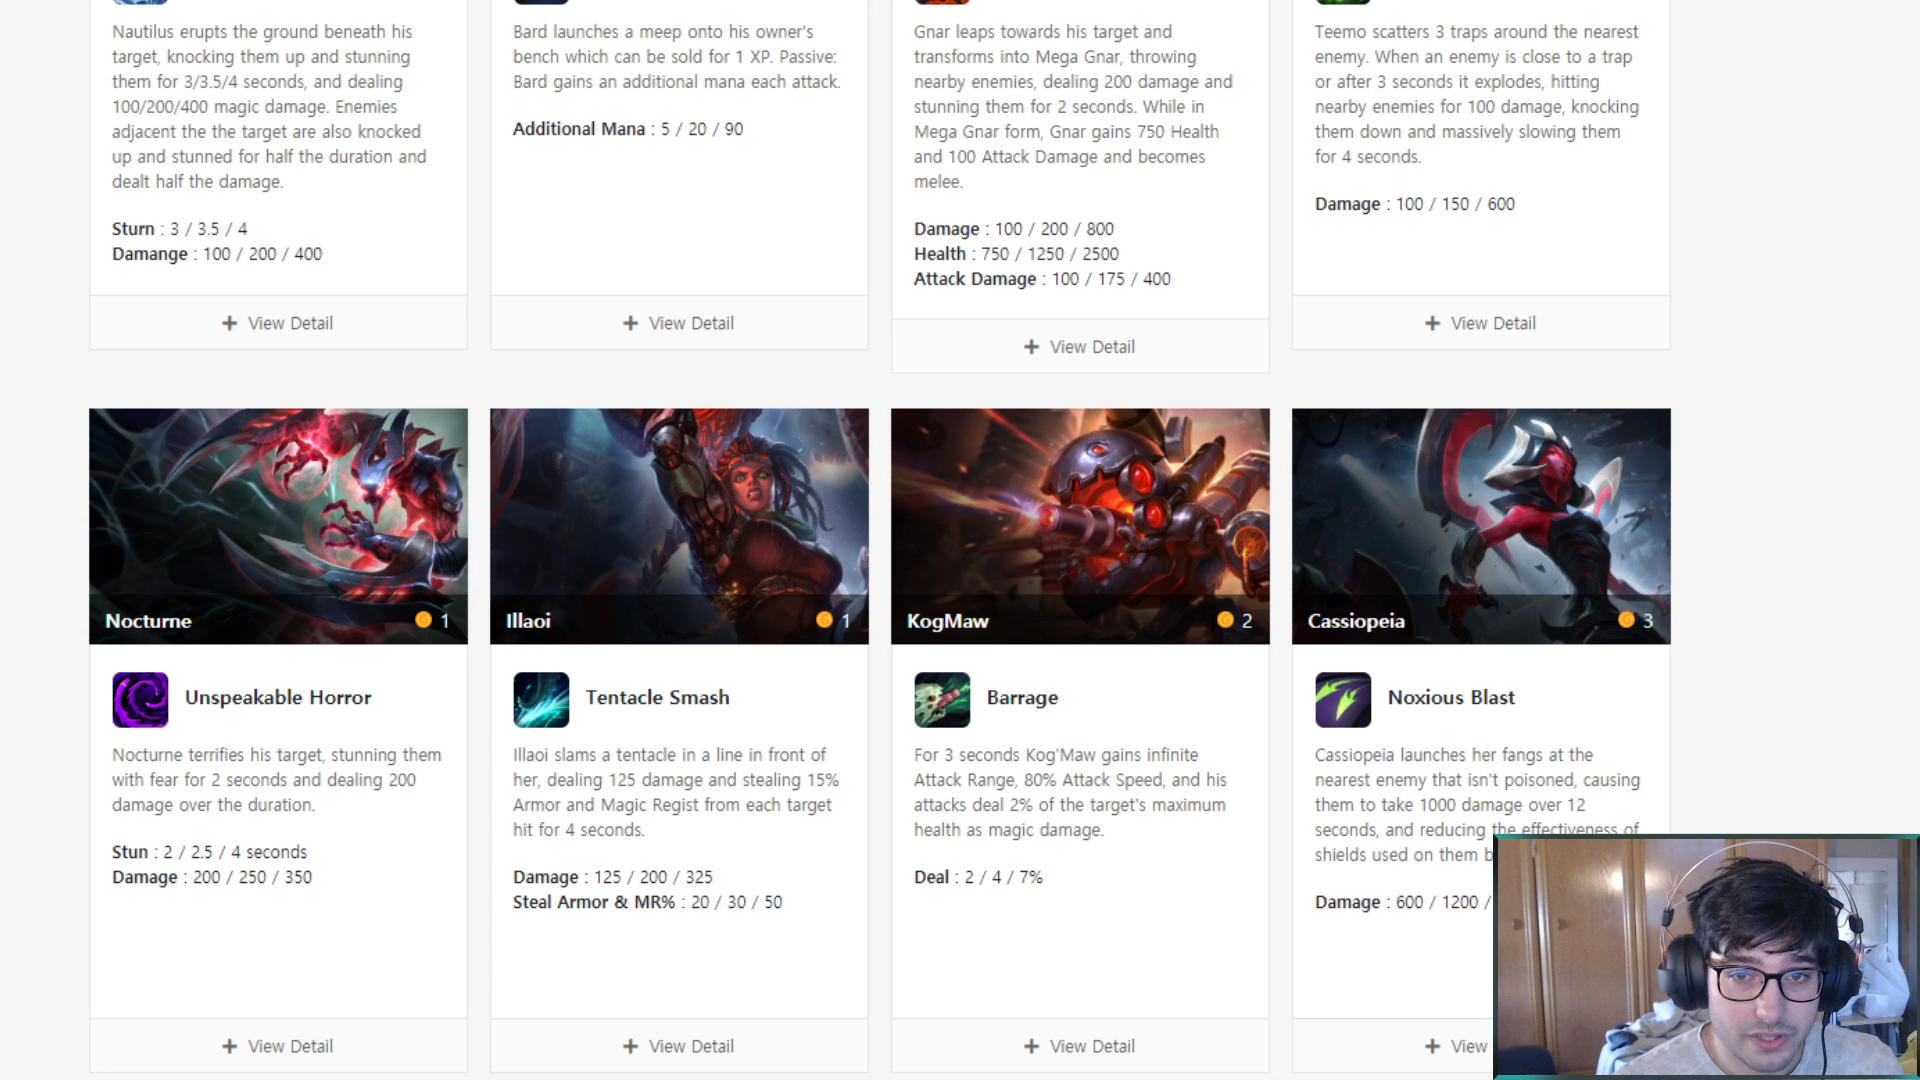 Nautilus erupts the ground beneath his
target, knocking them up and stunning
them for 3/3.5/4 seconds, and dealing
100/200/400 magic damage. Enemies
adjacent the the target are also knocked
up and stunned for half the duration and
dealt half the damage.
Sturn : 3 / 3.5 / 4
Damange : 100 / 200 / 400
+ View Detail
Bard launches a meep onto his owner's
bench which can be sold for 1 XP. Passive:
Bard gains an additional mana each attack.
Additional Mana : 5 / 20 / 90
+ View Detail
Gnar leaps towards his target and
transforms into Mega Gnar, throwing
nearby enemies, dealing 200 damage and
stunning them for 2 seconds. While in
Mega Gnar form, Gnar gains 750 Health
and 100 Attack Damage and becomes
melee.
Damage : 100 / 200 / 800
Health : 750 / 1250 / 2500
Attack Damage : 100 / 175 / 400
+ View Detail
Teemo scatters 3 traps around the nearest
enemy. When an enemy is close to a trap
or after 3 seconds it explodes, hitting
nearby enemies for 100 damage, knocking
them down and massively slowing them
for 4 seconds.
Damage : 100 / 150 / 600
+ View Detail
Nocturne 1
Unspeakable Horror
Nocturne terrifies his target, stunning them
with fear for 2 seconds and dealing 200
damage over the duration.
Stun : 2 / 2.5 / 4 seconds
Damage : 200 / 250 / 350
+ View Detail
Illaoi 1
Tentacle Smash
Illaoi slams a tentacle in a line in front of
her, dealing 125 damage and stealing 15%
Armor and Magic Regist from each target
hit for 4 seconds.
Damage : 125 / 200 / 325
Steal Armor & MR% : 20 / 30 / 50
+ View Detail
KogMaw 2
Barrage
For 3 seconds Kog'Maw gains infinite
Attack Range, 80% Attack Speed, and his
attacks deal 2% of the target's maximum
health as magic damage.
Deal : 2 / 4 / 7%
+ View Detail
Cassiopeia 3
Noxious Blast
Cassiopeia launches her fangs at the
nearest enemy that isn't poisoned, causing
them to take 1000 damage over 12
seconds, and reducing the effectiveness of
shields used on them
Damage : 600 / 1200 /
+ View